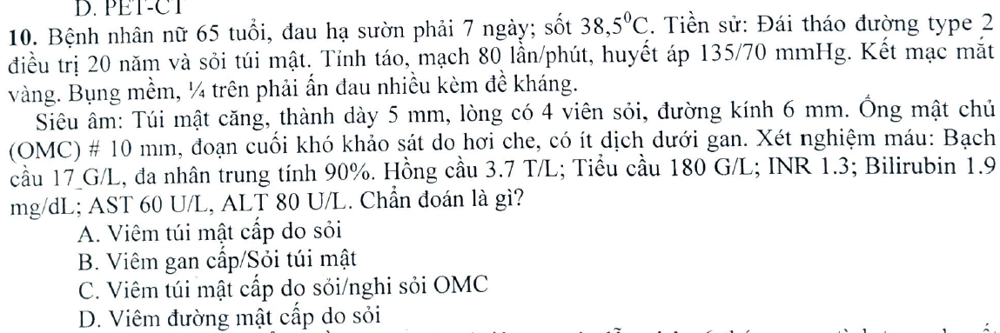 D. PET-CT
10. Bệnh nhân nữ 65 tuổi, đau hạ sườn phải 7 ngày; sốt 38,5⁰C. Tiền sử: Đái tháo đường type 2
điều trị 20 năm và sỏi túi mật. Tỉnh táo, mạch 80 lần/phút, huyết áp 135/70 mmHg. Kết mạc mắt
vàng. Bụng mềm, ¼ trên phải ấn đau nhiều kèm đề kháng.
Siêu âm: Túi mật căng, thành dày 5 mm, lòng có 4 viên sỏi, đường kính 6 mm. Ống mật chủ
(OMC) # 10 mm, đoạn cuối khó khảo sát do hơi che, có ít dịch dưới gan. Xét nghiệm máu: Bạch
cầu 17 G/L, đa nhân trung tính 90%. Hồng cầu 3.7 T/L; Tiểu cầu 180 G/L; INR 1.3; Bilirubin 1.9
mg/dL; AST 60 U/L, ALT 80 U/L. Chẩn đoán là gì?
A. Viêm túi mật cấp do sỏi
B. Viêm gan cấp/Sỏi túi mật
C. Viêm túi mật cấp do sỏi/nghi sỏi OMC
D. Viêm đường mật cấp do sỏi